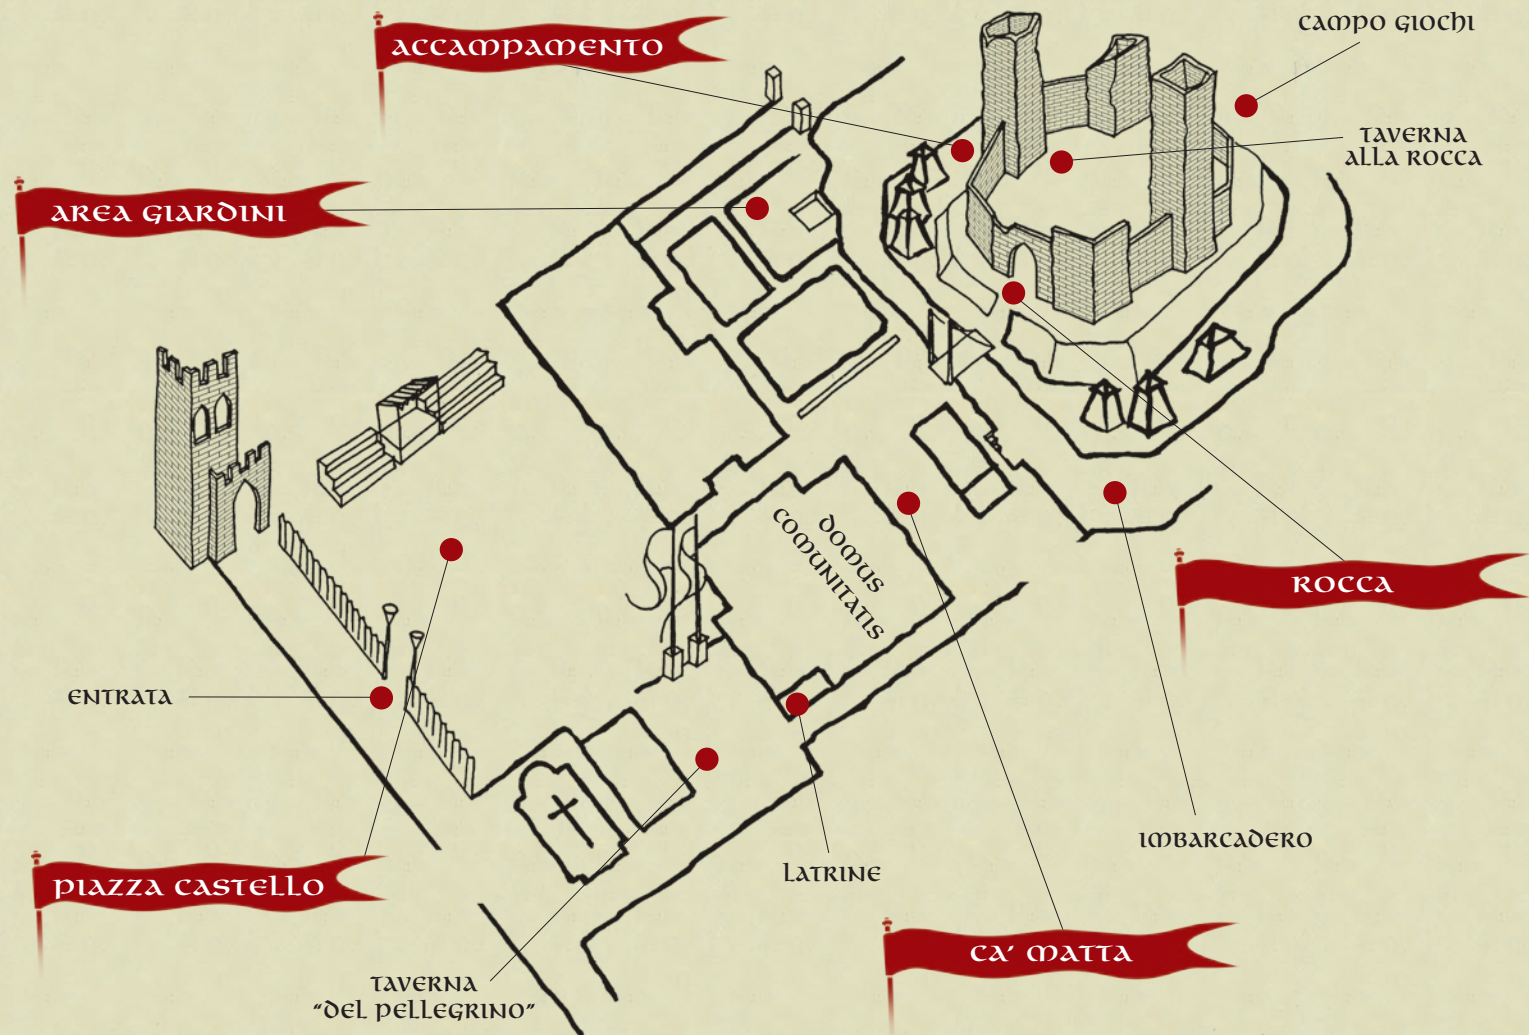 ACCAMPAMENTO
CAMPO GIOCHI
TAVERNA
ALLA ROCCA
AREA GIARDINI
DOMUS
COMUNITATIS
ROCCA
ENTRATA
IMBARCADERO
LATRINE
PIAZZA CASTELLO
CA' MATTA
TAVERNA
“DEL PELLEGRINO”